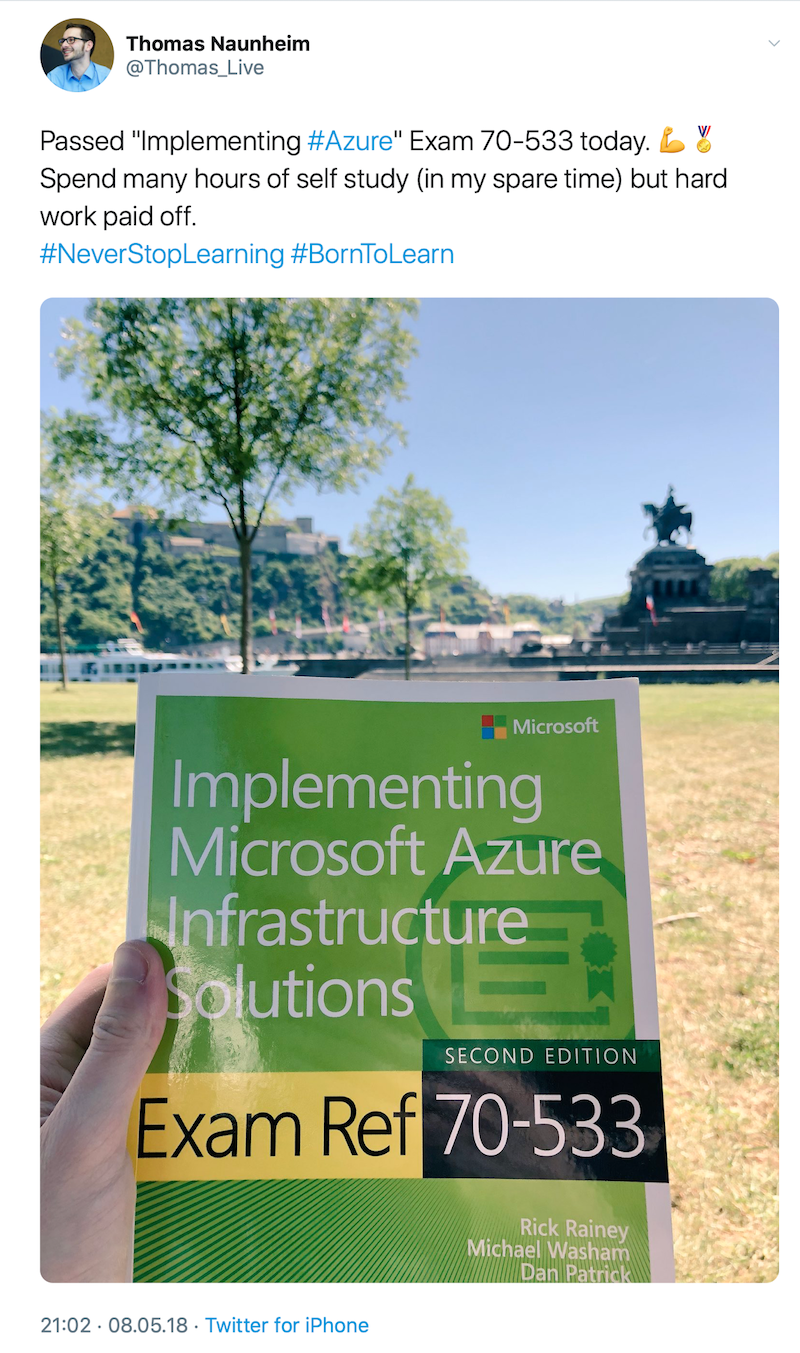 Thomas Naunheim
@Thomas_Live
Passed "Implementing #Azure" Exam 70-533 today. 💪🏅
Spend many hours of self study (in my spare time) but hard
work paid off.
#NeverStopLearning #BornToLearn
Microsoft
Implementing
Microsoft Azure
Infrastructure
Solutions
SECOND EDITION
Exam Ref 70-533
Rick Rainey
Michael Washam
Dan Patrick
21:02 · 08.05.18 · Twitter for iPhone